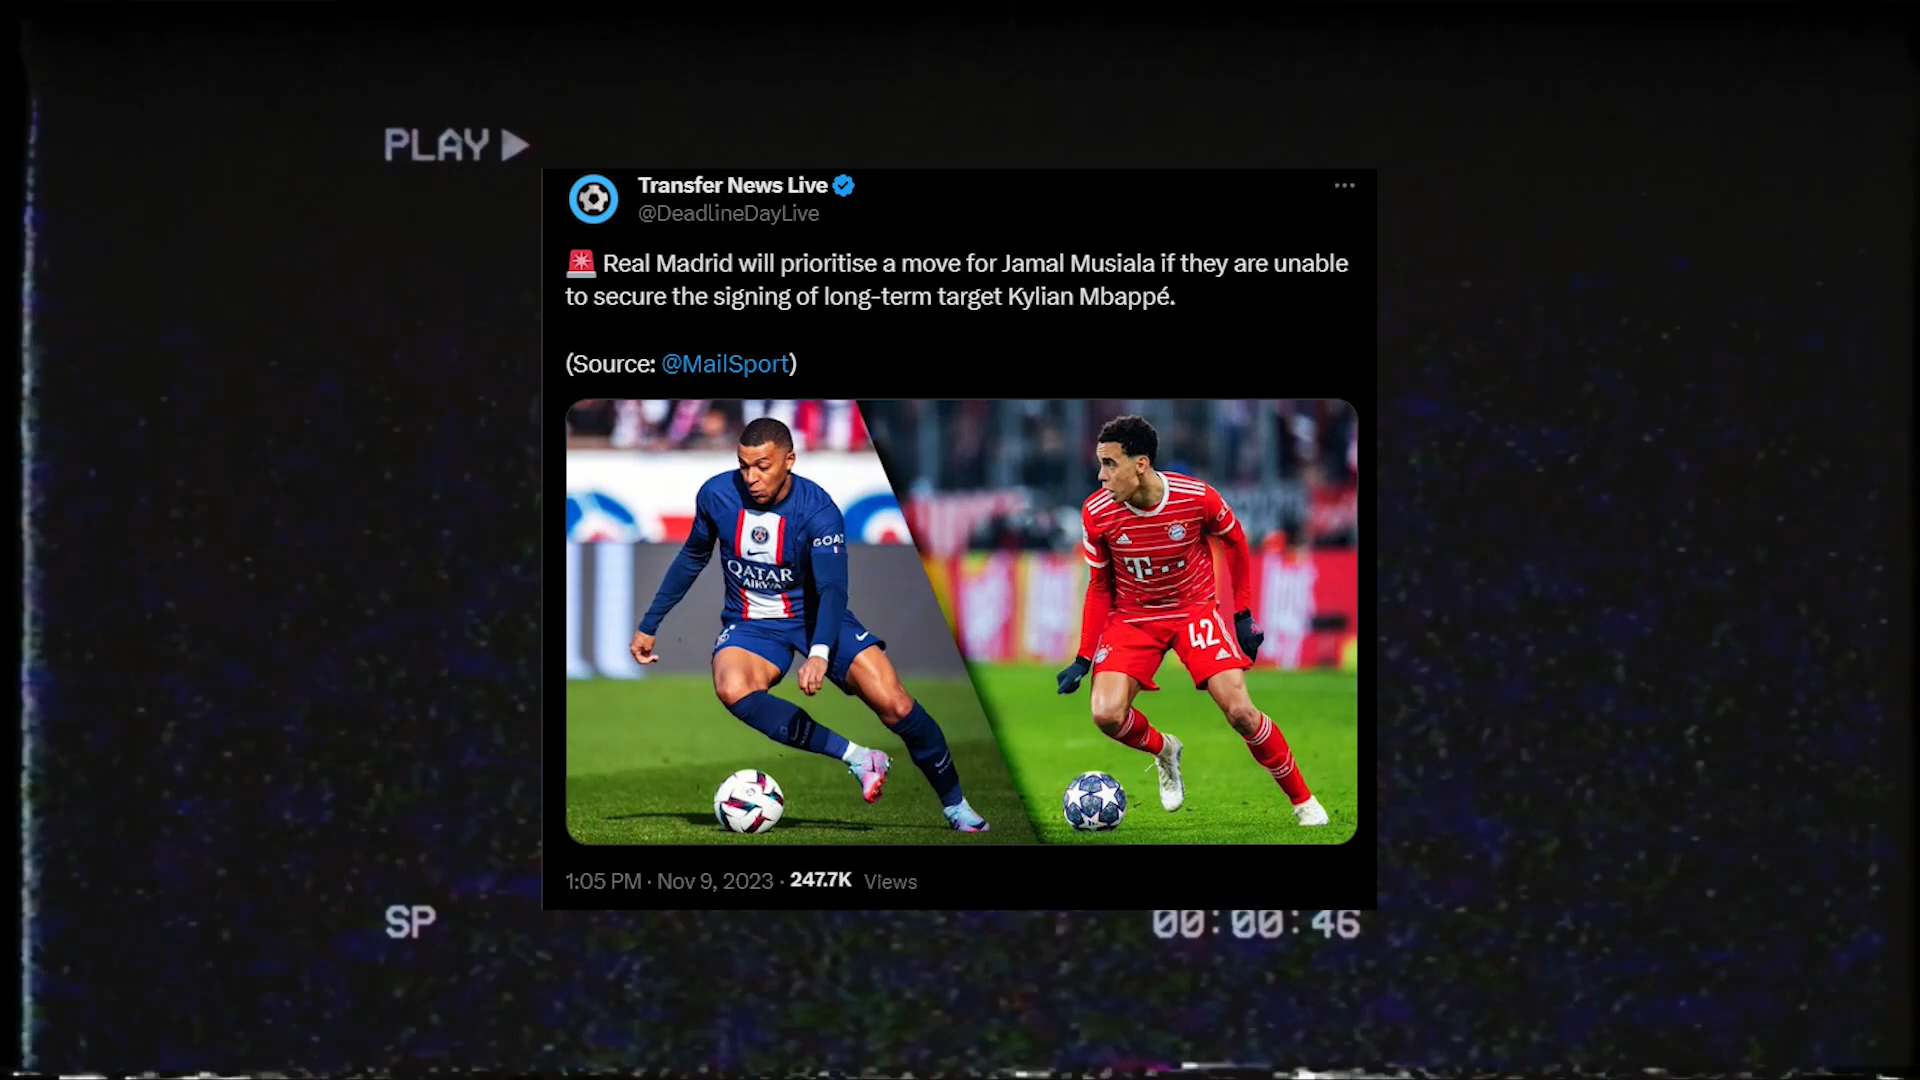 PLAY
Transfer News Live
@DeadlineDayLive
Real Madrid will prioritise a move for Jamal Musiala if they are unable
to secure the signing of long-term target Kylian Mbappé.
(Source: @MailSport)
GOAT
QATAR
AIRWAYS
T
42
1:05 PM · Nov 9, 2023 · 247.7K Views
SP
00:00:46